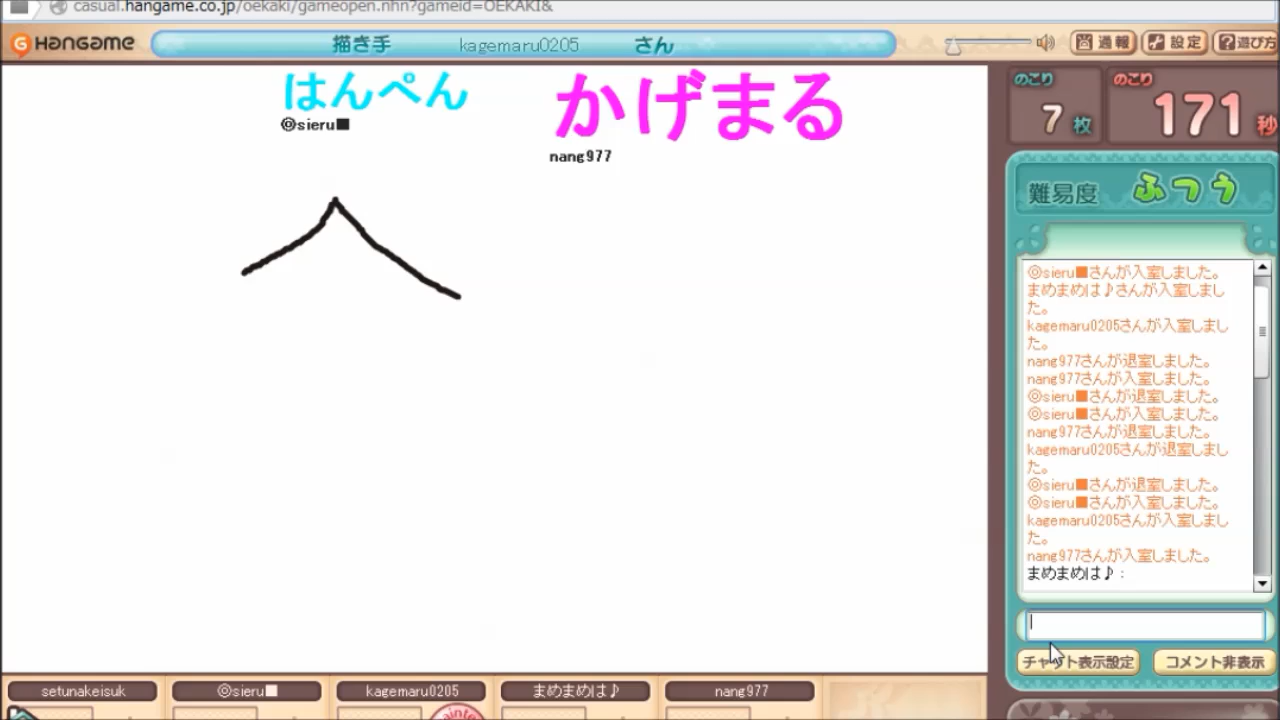 casual.hangame.co.jp/oekaki/gameopen.nhn?gameid=OEKAKI&
HANGAME
描き手 kagemaru0205 さん
通報
設定
遊び方
はんぺん
◎sieru■
かげまる
nang977
のこり
7枚
のこり
171秒
難易度 ふつう
◎sieru■さんが入室しました。
まめまめは♪さんが入室しまし
た。
kagemaru0205さんが入室しまし
た。
nang977さんが退室しました。
nang977さんが入室しました。
◎sieru■さんが退室しました。
◎sieru■さんが入室しました。
nang977さんが退室しました。
kagemaru0205さんが退室しまし
た。
◎sieru■さんが退室しました。
◎sieru■さんが入室しました。
kagemaru0205さんが入室しまし
た。
nang977さんが入室しました。
まめまめは♪ :
チャット表示設定
コメント非表示
setunakeisuk
◎sieru■
kagemaru0205
まめまめは♪
nang977